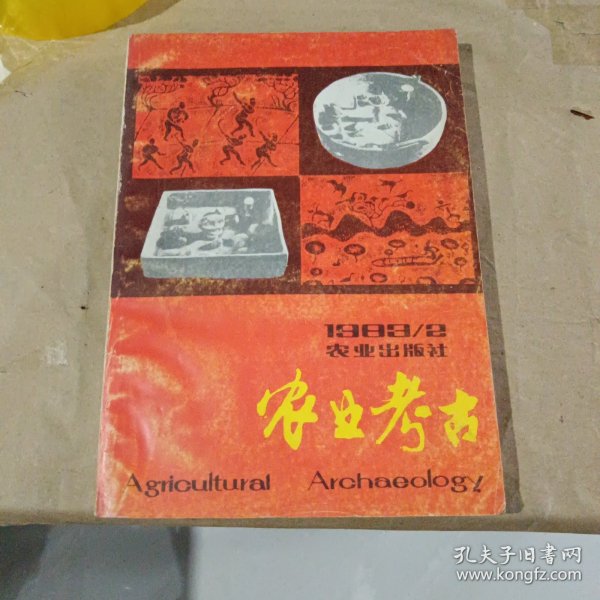 1983/2
农业出版社
农业考古
Agricultural Archaeology
孔夫子旧书网
www.kongfz.com